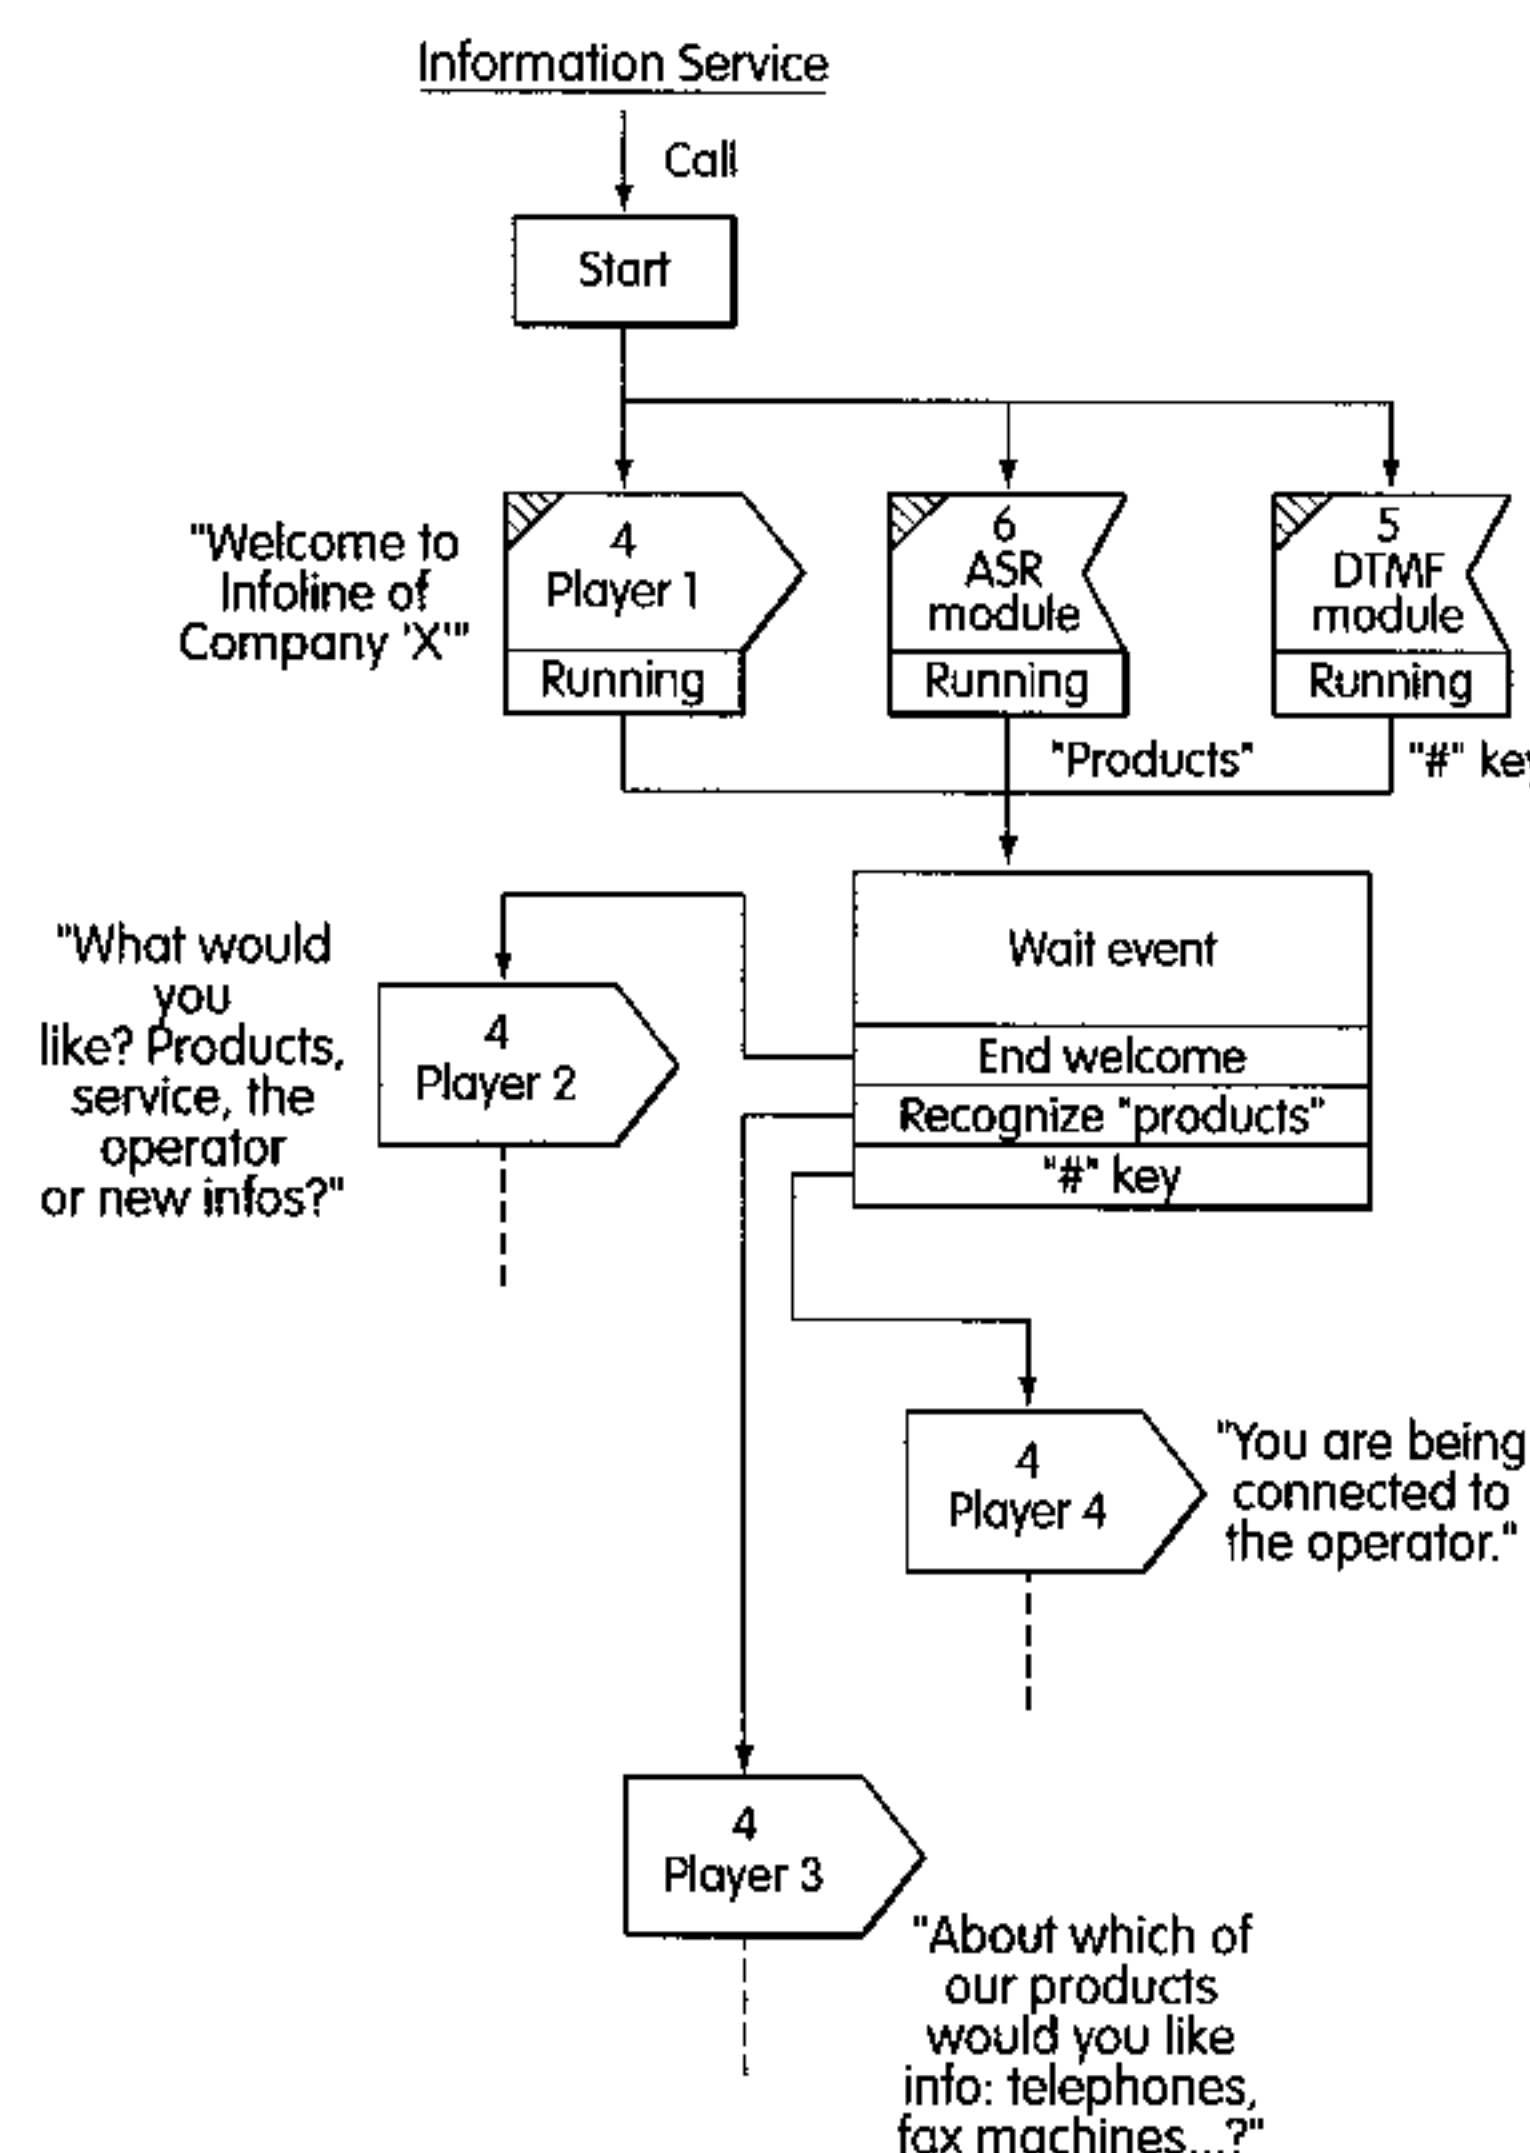 Information Service
Call
Start
"Welcome to
Infoline of
Company 'X'"
4
Player 1
Running
6
ASR
module
Running
5
DTMF
module
Running
"Products"
"#" key
Wait event
End welcome
Recognize "products"
"#" key
"What would
you
like? Products,
service, the
operator
or new infos?"
4
Player 2
4
Player 4
"You are being
connected to
the operator."
4
Player 3
"About which of
our products
would you like
info: telephones,
fax machines...?"